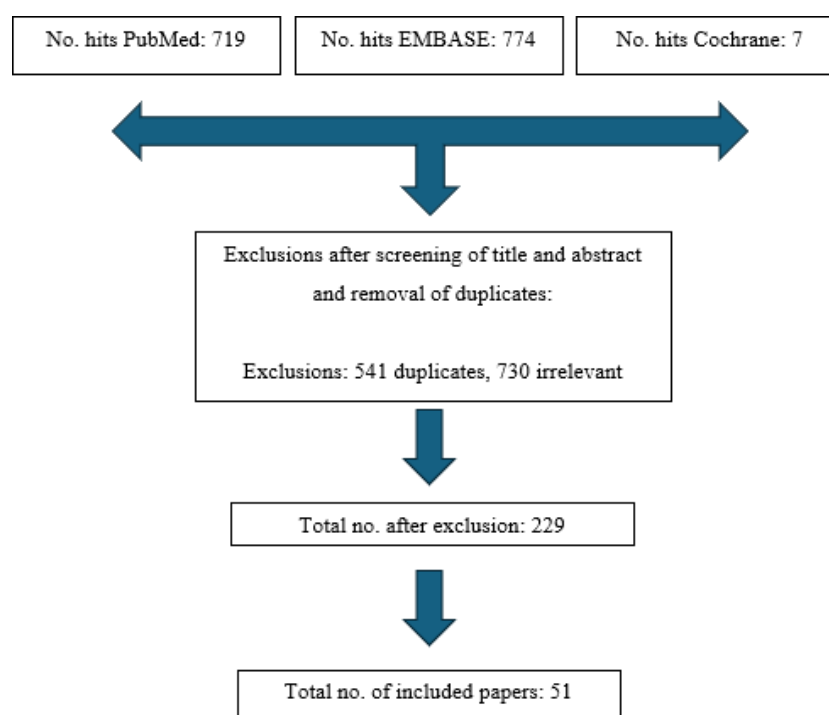 No. hits PubMed: 719
No. hits EMBASE: 774
No. hits Cochrane: 7
Exclusions after screening of title and abstract
and removal of duplicates:
Exclusions: 541 duplicates, 730 irrelevant
Total no. after exclusion: 229
Total no. of included papers: 51